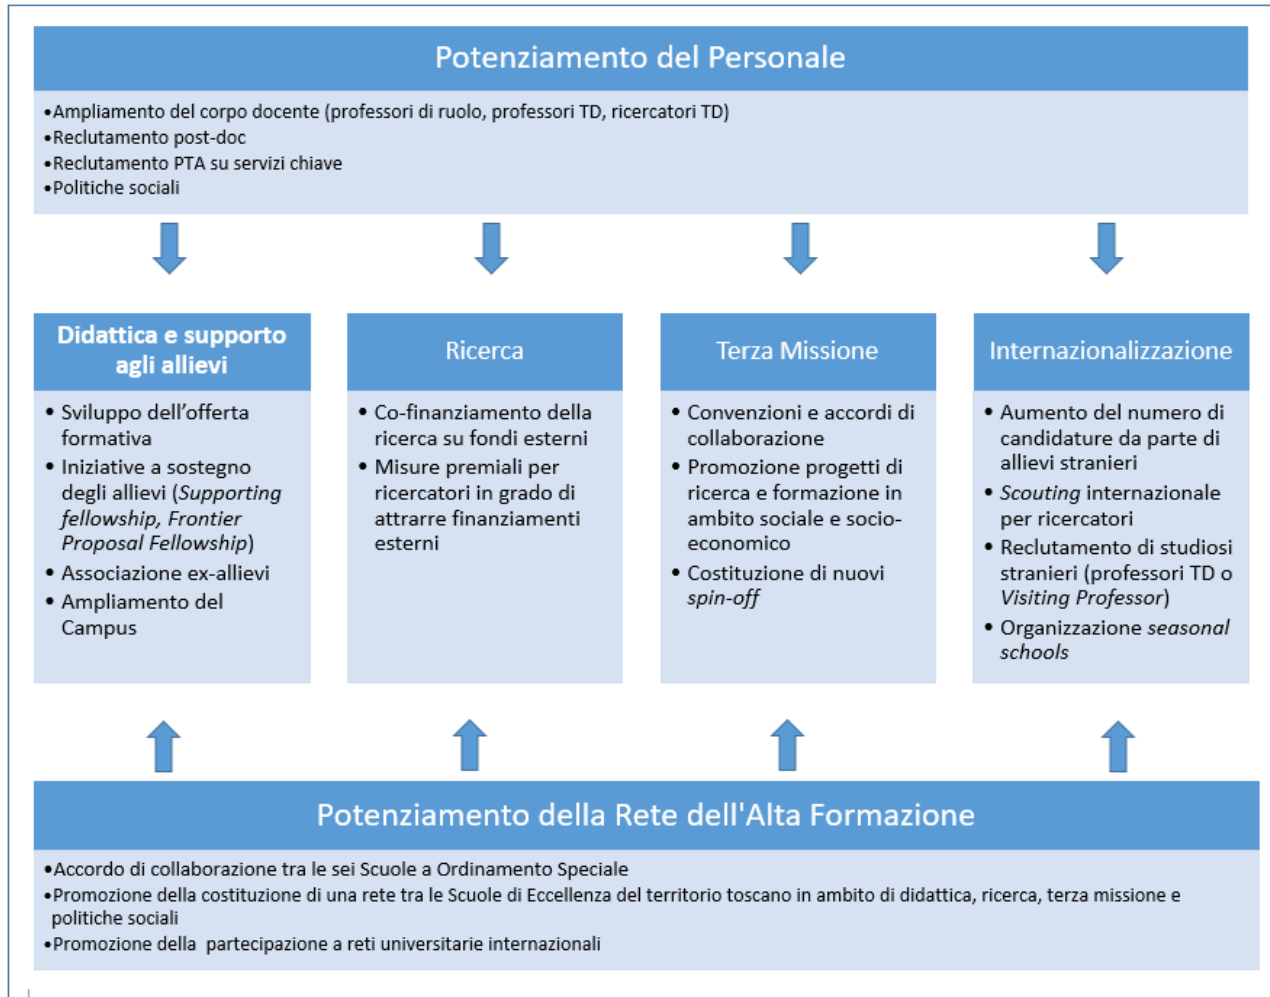 Potenziamento del Personale
•Ampliamento del corpo docente (professori di ruolo, professori TD, ricercatori TD)
•Reclutamento post-doc
•Reclutamento PTA su servizi chiave
•Politiche sociali
Didattica e supporto
agli allievi
• Sviluppo dell'offerta
formativa
• Iniziative a sostegno
degli allievi (Supporting
fellowship, Frontier
Proposal Fellowship)
• Associazione ex-allievi
• Ampliamento del
Campus
Ricerca
• Co-finanziamento della
ricerca su fondi esterni
• Misure premiali per
ricercatori in grado di
attrarre finanziamenti
esterni
Terza Missione
• Convenzioni e accordi di
collaborazione
• Promozione progetti di
ricerca e formazione in
ambito sociale e socio-
economico
• Costituzione di nuovi
spin-off
Internazionalizzazione
• Aumento del numero di
candidature da parte di
allievi stranieri
• Scouting internazionale
per ricercatori
• Reclutamento di studiosi
stranieri (professori TD o
Visiting Professor)
• Organizzazione seasonal
schools
Potenziamento della Rete dell'Alta Formazione
•Accordo di collaborazione tra le sei Scuole a Ordinamento Speciale
•Promozione della costituzione di una rete tra le Scuole di Eccellenza del territorio toscano in ambito di didattica, ricerca, terza missione e
politiche sociali
•Promozione della partecipazione a reti universitarie internazionali